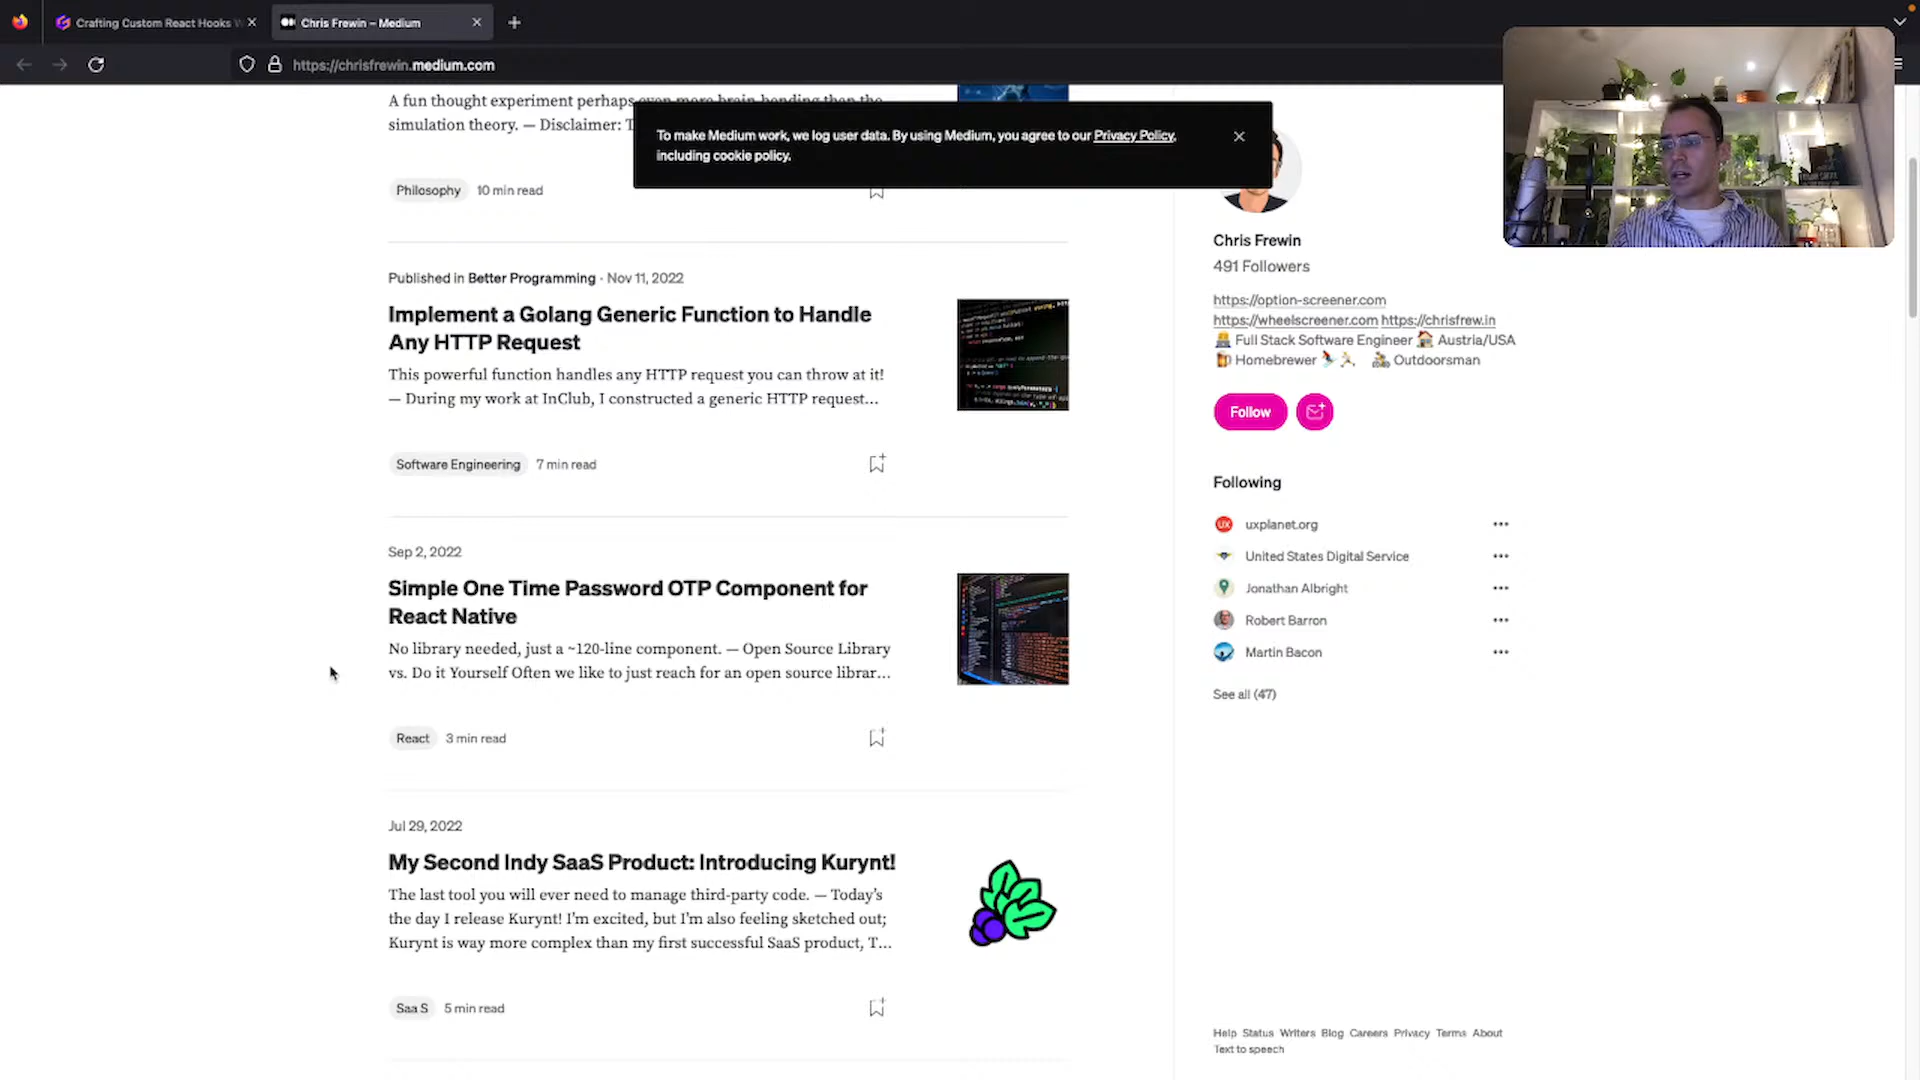 Crafting Custom React Hooks W
Chris Frewin – Medium
https://chrisfrewin.medium.com
A fun thought experiment perhaps even more brain-bending than the
simulation theory. — Disclaimer: T
To make Medium work, we log user data. By using Medium, you agree to our Privacy Policy,
including cookie policy.
Philosophy 10 min read
Published in Better Programming · Nov 11, 2022
Implement a Golang Generic Function to Handle
Any HTTP Request
This powerful function handles any HTTP request you can throw at it!
— During my work at InClub, I constructed a generic HTTP request...
Software Engineering 7 min read
Sep 2, 2022
Simple One Time Password OTP Component for
React Native
No library needed, just a ~120-line component. — Open Source Library
vs. Do it Yourself Often we like to just reach for an open source librar...
React 3 min read
Jul 29, 2022
My Second Indy SaaS Product: Introducing Kurynt!
The last tool you will ever need to manage third-party code. — Today's
the day I release Kurynt! I'm excited, but I'm also feeling sketched out;
Kurynt is way more complex than my first successful SaaS product, T...
Saa S 5 min read
Chris Frewin
491 Followers
https://option-screener.com
https://wheelscreener.com https://chrisfrew.in
Full Stack Software Engineer Austria/USA
Homebrewer Outdoorsman
Follow
Following
UX uxplanet.org
United States Digital Service
Jonathan Albright
Robert Barron
Martin Bacon
See all (47)
Help Status Writers Blog Careers Privacy Terms About
Text to speech